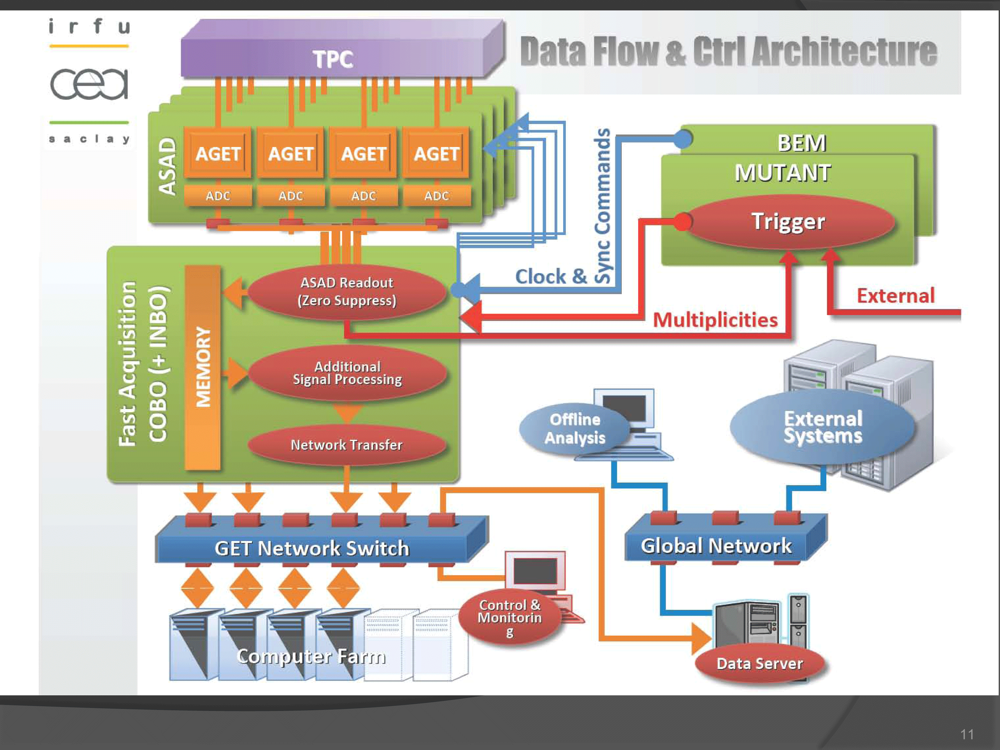 irfu
cea
saclay
Data Flow & Ctrl Architecture
TPC
ASAD
AGET
AGET
AGET
AGET
ADC
ADC
ADC
ADC
BEM
MUTANT
Trigger
Clock &
Sync Commands
Multiplicities
External
Fast Acquisition
COBO (+ INBO)
MEMORY
ASAD Readout
(Zero Suppress)
Additional
Signal Processing
Network Transfer
Offline
Analysis
External
Systems
GET Network Switch
Global Network
Control &
Monitorin
g
Computer Farm
Data Server
11